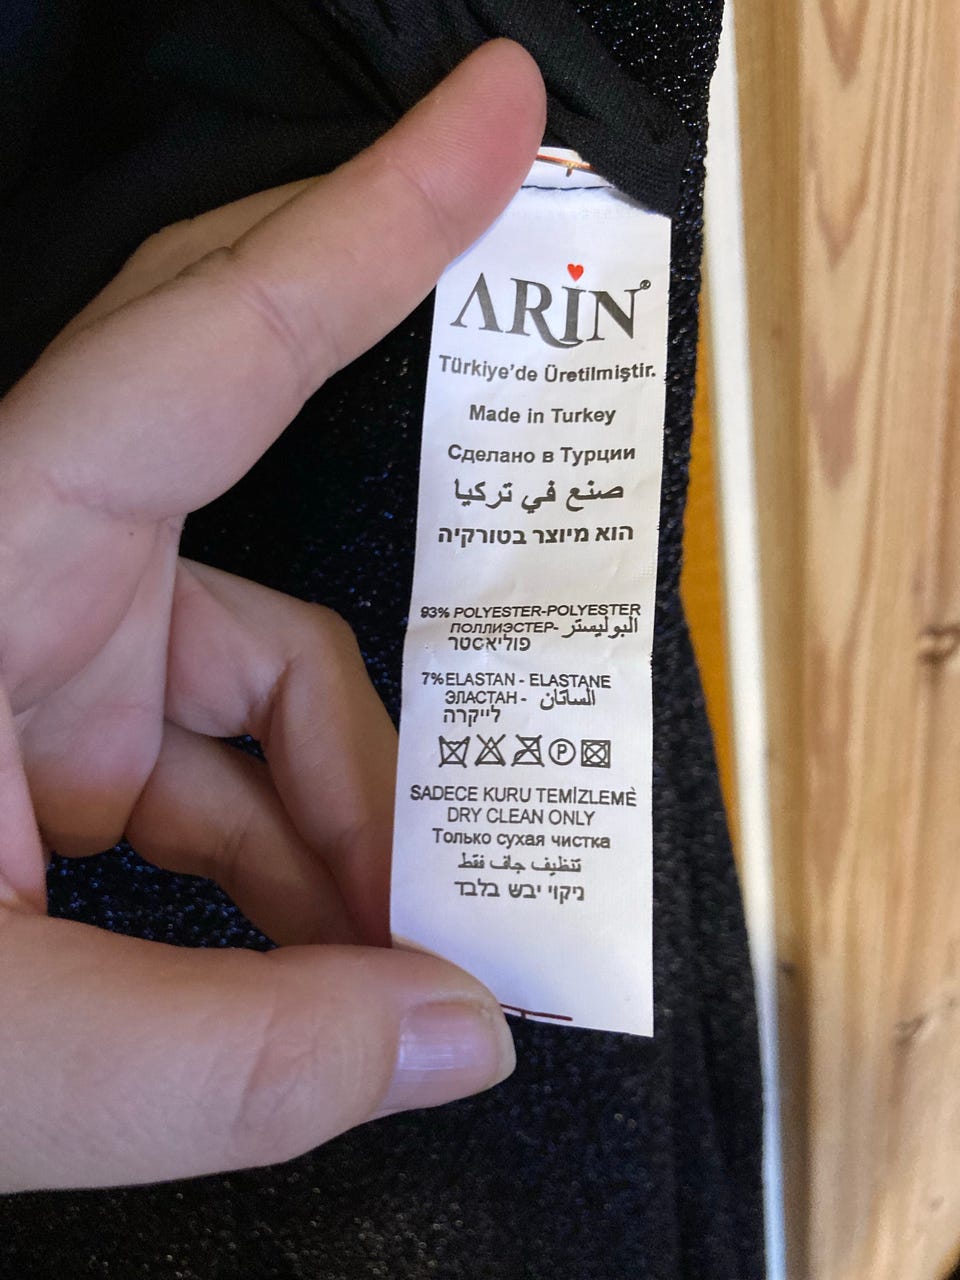 ARİN®
Türkiye'de Üretilmiştir.
Made in Turkey
Сделано в Турции
صنع في تركيا
הוא מיוצר בטורקיה
93% POLYESTER-POLYESTER
ПОЛЛИЭСТЕР- البوليستر
פוליאסטר
7% ELASTAN - ELASTANE
ЭЛАСТАН - الساتان
לייקרה
P
SADECE KURU TEMİZLEME
DRY CLEAN ONLY
Только сухая чистка
تنظيف جاف فقط
ניקוי יבש בלבד